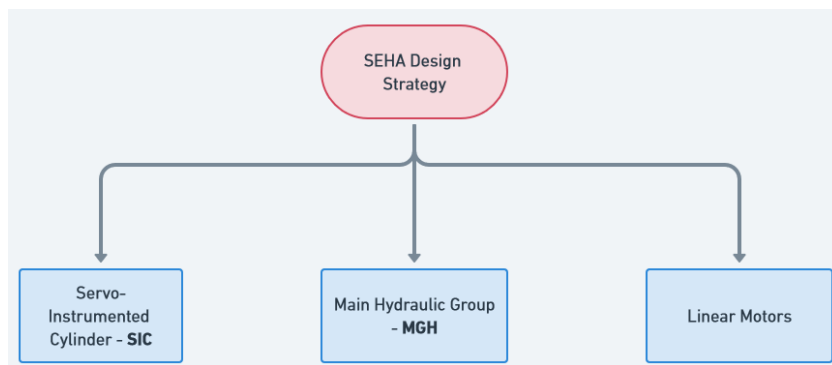 SEHA Design
Strategy
Servo-
Instrumented
Cylinder - SIC
Main Hydraulic Group
- MGH
Linear Motors